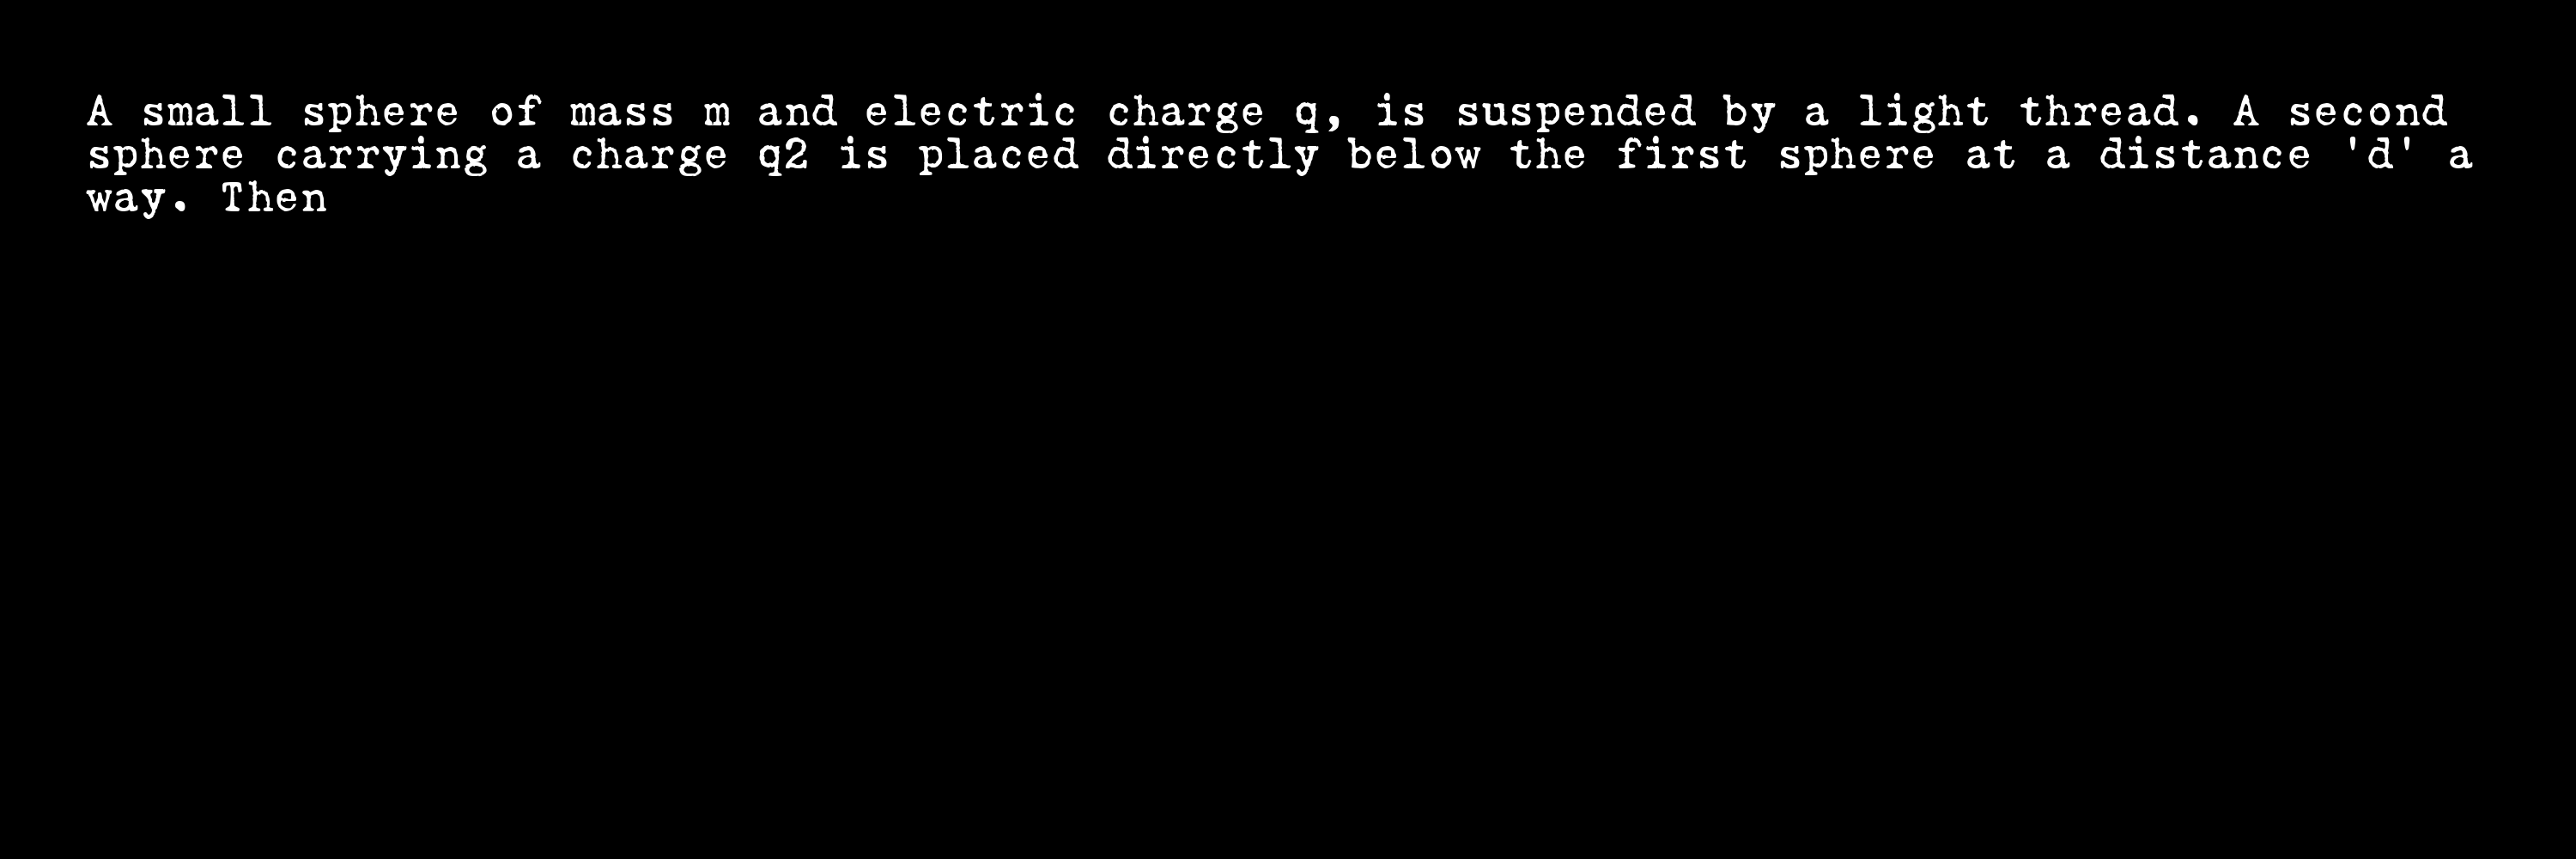 A small sphere of mass m and electric charge q, is suspended by a light thread. A second
sphere carrying a charge q2 is placed directly below the first sphere at a distance 'd' a
way. Then